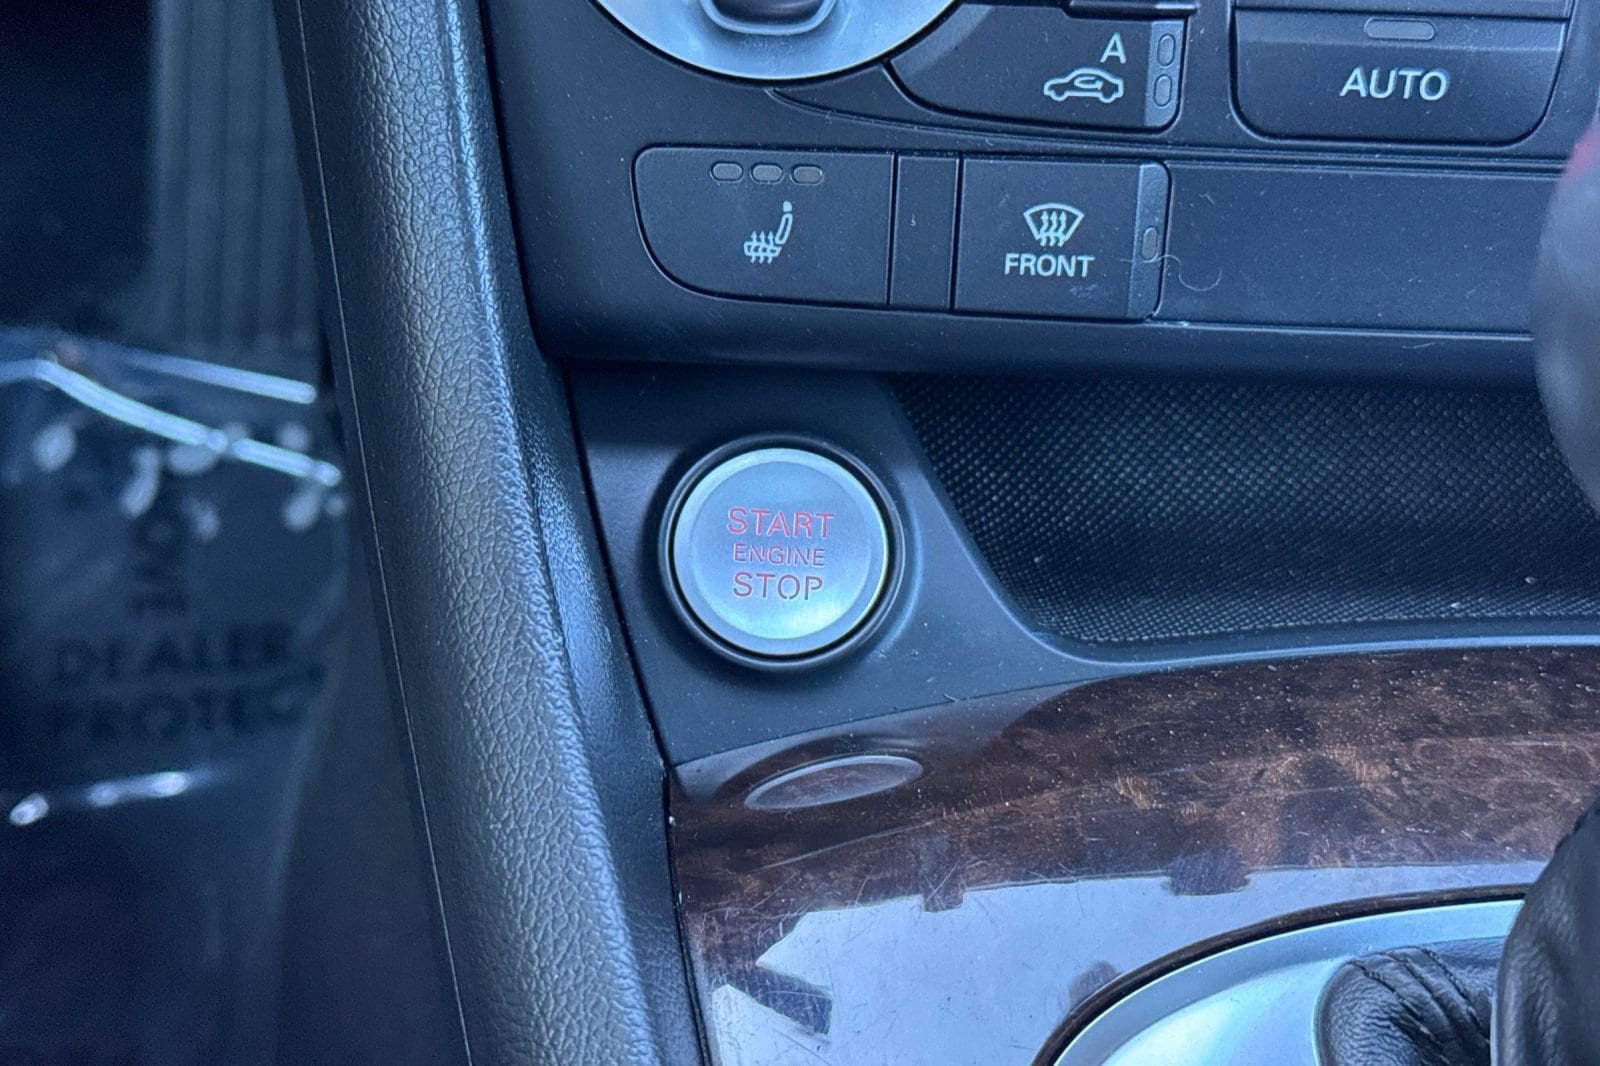 A
AUTO
FRONT
START
ENGINE
STOP
DEALER
PROTEC